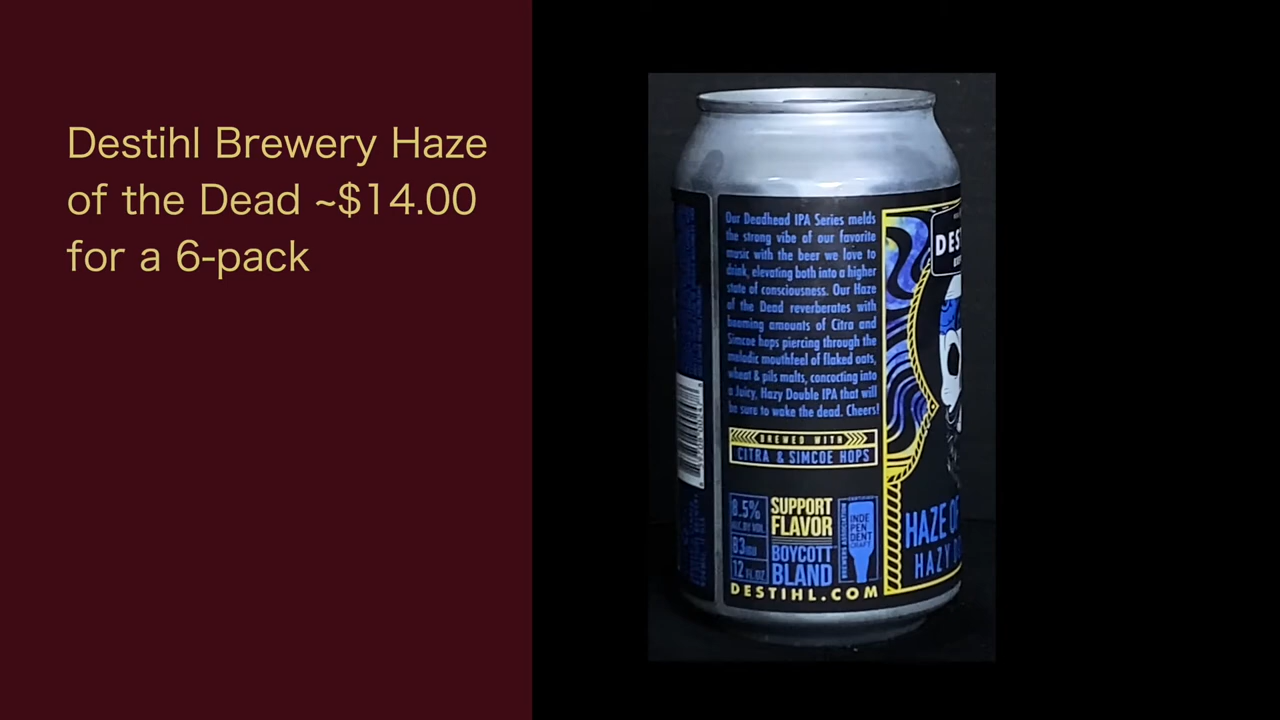 Destihl Brewery Haze
of the Dead ~$14.00
for a 6-pack
Our Deadhead IPA Series melds
the strong vibe of our favorite
music with the beer we love to
drink, elevating both into a higher
state of consciousness. Our Haze
of the Dead reverberates with
booming amounts of Citra and
Simcoe hops piercing through the
melodic mouthfeel of flaked oats,
wheat & pils malts, concocting into
a Juicy, Hazy Double IPA that will
be sure to wake the dead. Cheers!
BREWED WITH
CITRA & SIMCOE HOPS
8.5%
ALC. BY VOL.
83 IBU
12 FL. OZ.
SUPPORT
FLAVOR
BOYCOTT
BLAND
BREWERS ASSOCIATION
CERTIFIED
INDE
PEN
DENT
CRAFT
DESTIHL.COM
DES
HAZE OF
HAZY